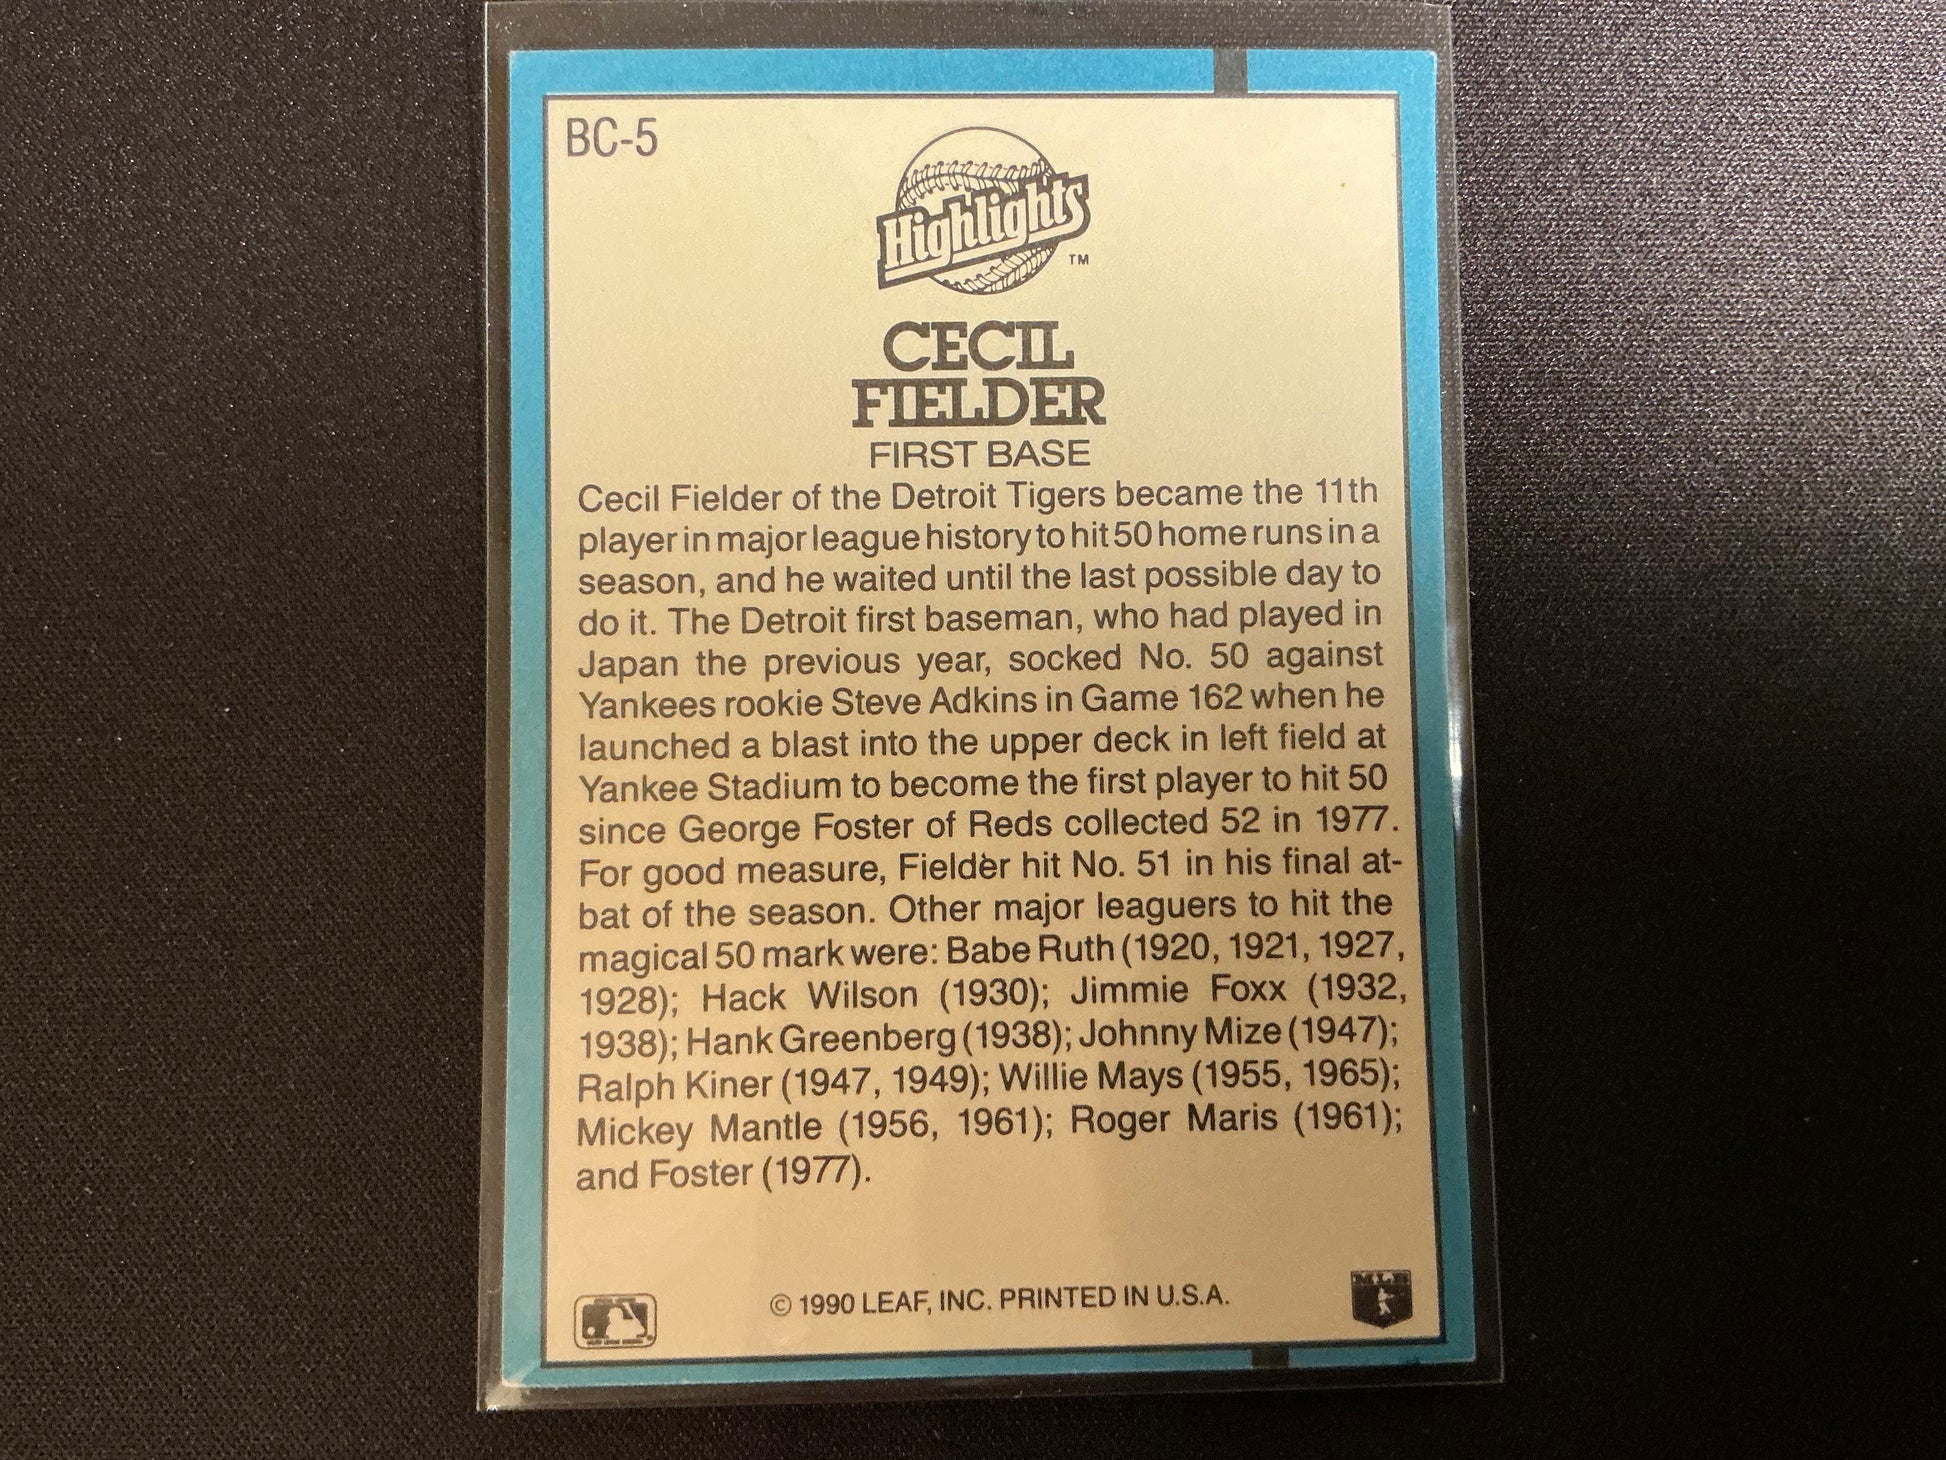 BC-5
Highlights
TM
CECIL
FIELDER
FIRST BASE
Cecil Fielder of the Detroit Tigers became the 11th
player in major league history to hit 50 home runs in a
season, and he waited until the last possible day to
do it. The Detroit first baseman, who had played in
Japan the previous year, socked No. 50 against
Yankees rookie Steve Adkins in Game 162 when he
launched a blast into the upper deck in left field at
Yankee Stadium to become the first player to hit 50
since George Foster of Reds collected 52 in 1977.
For good measure, Fielder hit No. 51 in his final at-
bat of the season. Other major leaguers to hit the
magical 50 mark were: Babe Ruth (1920, 1921, 1927,
1928); Hack Wilson (1930); Jimmie Foxx (1932,
1938); Hank Greenberg (1938); Johnny Mize (1947);
Ralph Kiner (1947, 1949); Willie Mays (1955, 1965);
Mickey Mantle (1956, 1961); Roger Maris (1961);
and Foster (1977).
© 1990 LEAF, INC. PRINTED IN U.S.A.
MLB